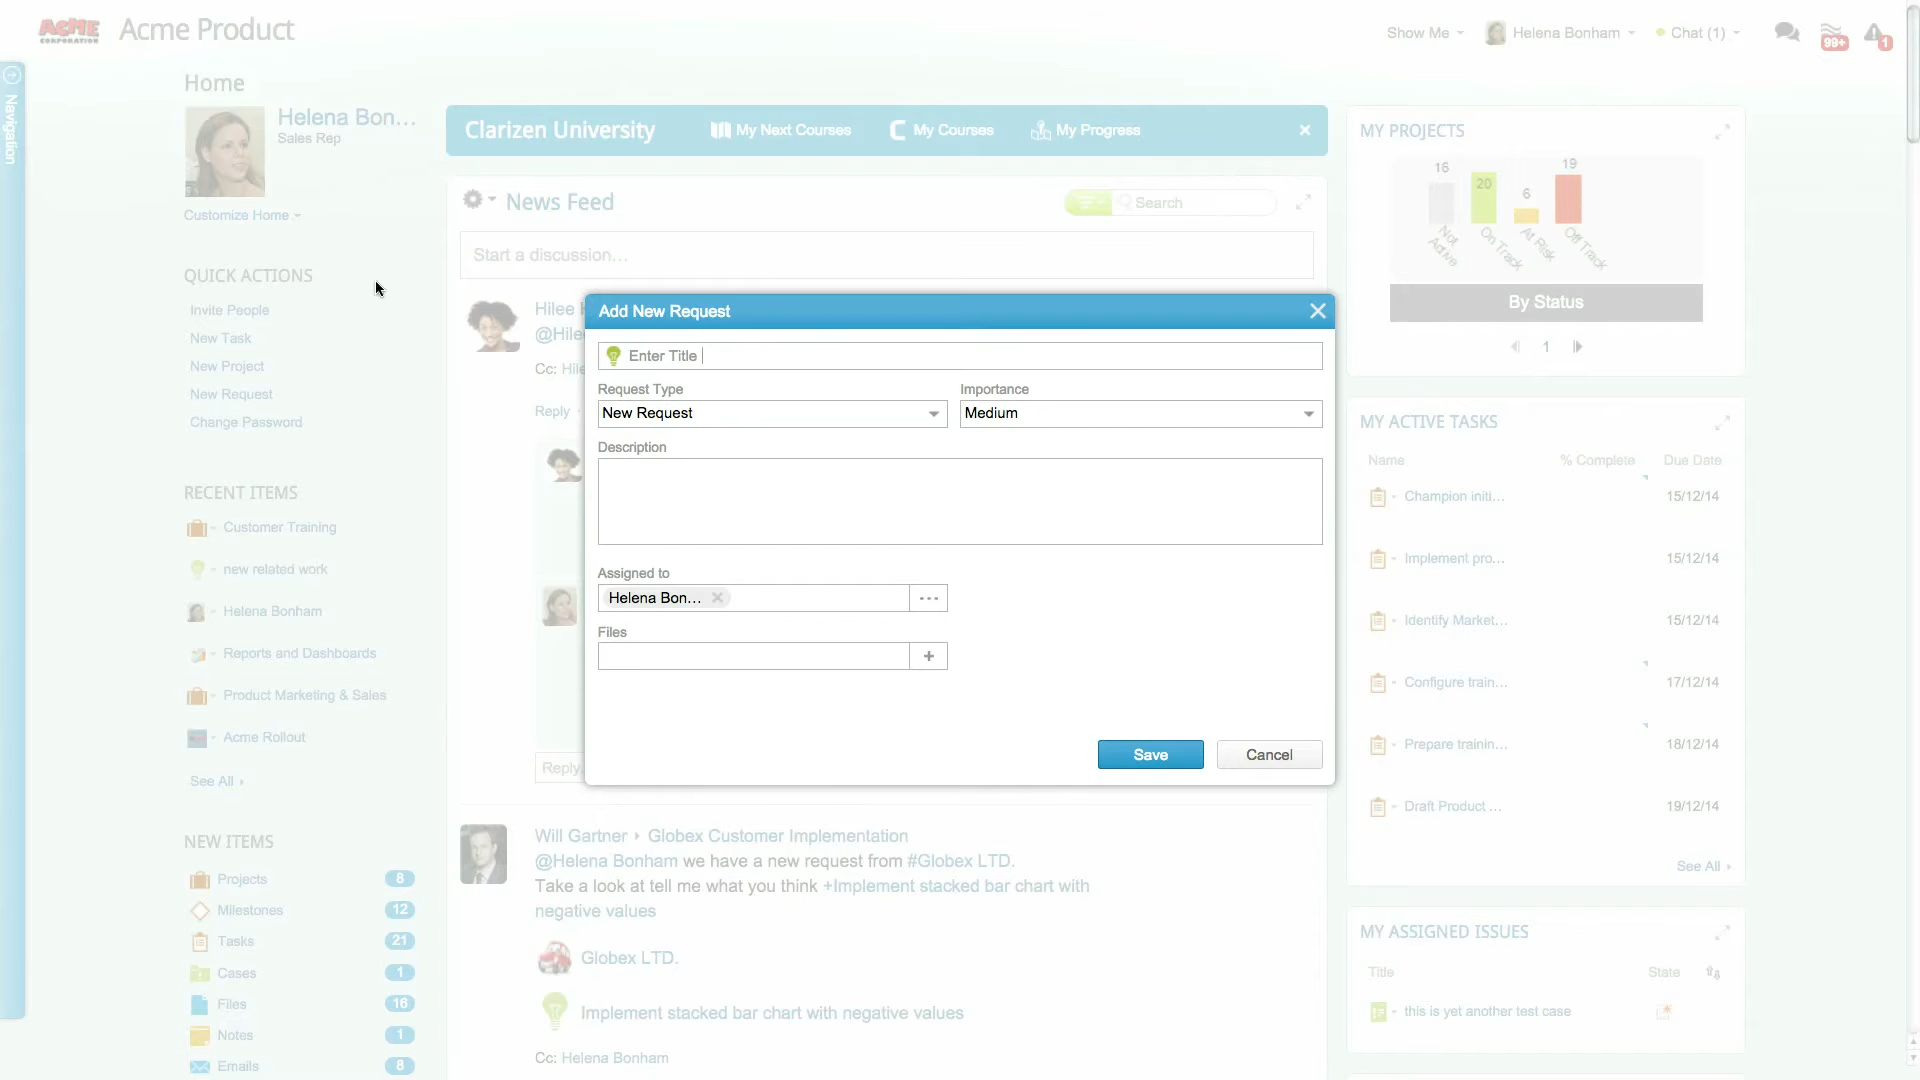 ACME
CORPORATION
Acme Product
Show Me
Helena Bonham
Chat (1)
99+
1
Navigation
Home
Helena Bon...
Sales Rep
Customize Home
QUICK ACTIONS
Invite People
New Task
New Project
New Request
Change Password
RECENT ITEMS
Customer Training
new related work
Helena Bonham
Reports and Dashboards
Product Marketing & Sales
Acme Rollout
See All
NEW ITEMS
Projects 8
Milestones 12
Tasks 21
Cases 1
Files 16
Notes 1
Emails 8
Clarizen University
My Next Courses
My Courses
My Progress
News Feed
Search
Start a discussion...
Hilee H
@Hile
Cc: Hile
Reply
Reply.
Add New Request
Enter Title
Request Type
Importance
New Request
Medium
Description
Assigned to
Helena Bon...
Files
Save
Cancel
Will Gartner Globex Customer Implementation
@Helena Bonham we have a new request from #Globex LTD.
Take a look at tell me what you think +Implement stacked bar chart with
negative values
Globex LTD.
Implement stacked bar chart with negative values
Cc: Helena Bonham
MY PROJECTS
16
20
6
19
Not Active
On Track
At Risk
Off Track
By Status
1
MY ACTIVE TASKS
Name % Complete Due Date
Champion initi... 15/12/14
Implement pro... 15/12/14
Identify Market... 15/12/14
Configure train... 17/12/14
Prepare trainin... 18/12/14
Draft Product ... 19/12/14
See All
MY ASSIGNED ISSUES
Title State
this is yet another test case